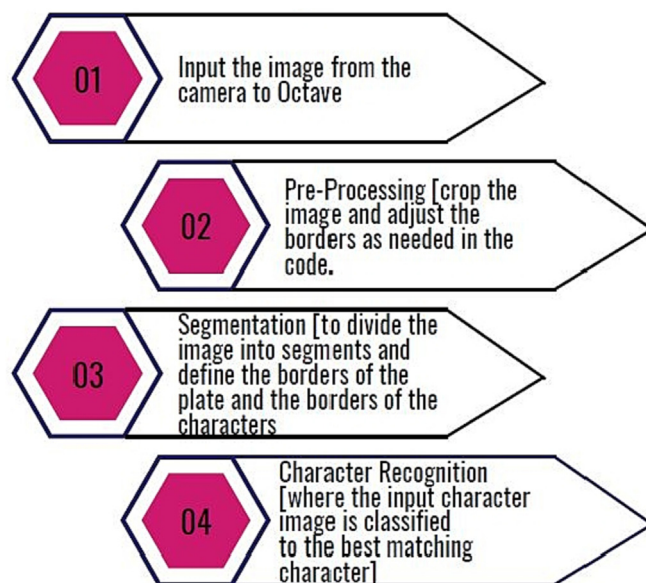 01
Input the image from the
camera to Octave
02
Pre-Processing [crop the
image and adjust the
borders as needed in the
code.
03
Segmentation [to divide the
image into segments and
define the borders of the
plate and the borders of the
characters
04
Character Recognition
[where the input character
image is classified
to the best matching
character]